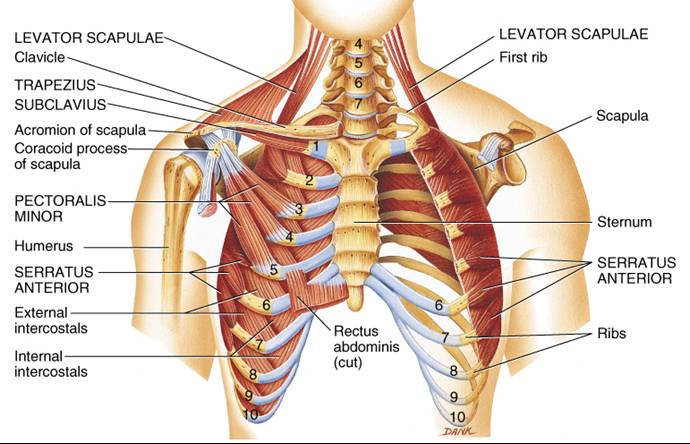 LEVATOR SCAPULAE
Clavicle
TRAPEZIUS
SUBCLAVIUS
Acromion of scapula
Coracoid process
of scapula
PECTORALIS
MINOR
Humerus
SERRATUS
ANTERIOR
External
intercostals
Internal
intercostals
4
5
6
7
1
2
3
4
5
6
7
8
9
10
Rectus
abdominis
(cut)
6
7
8
9
10
DANK
LEVATOR SCAPULAE
First rib
Scapula
Sternum
SERRATUS
ANTERIOR
Ribs